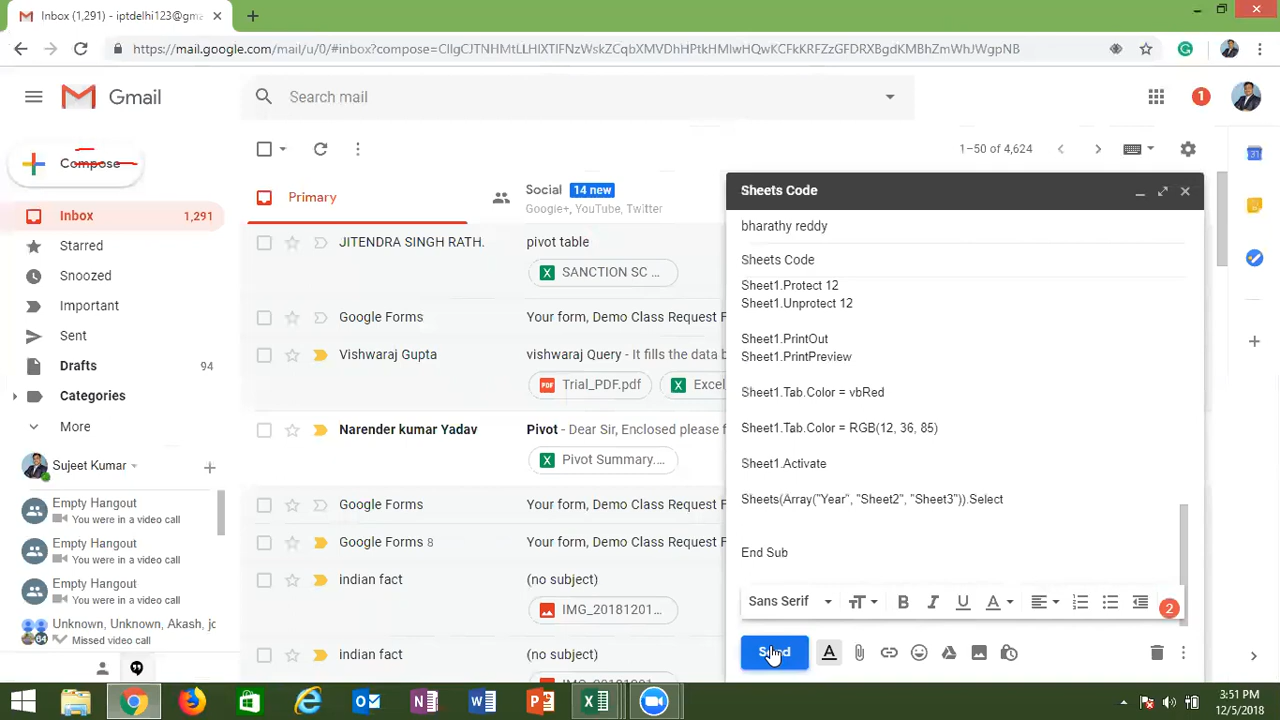 Inbox (1,291) - iptdelhi123@gm
https://mail.google.com/mail/u/0/#inbox?compose=
Gmail
Search mail
1
Compose
1–50 of 4,624
31
Primary
Social 14 new
Google+, YouTube, Twitter
Inbox 1,291
Starred
Snoozed
Important
Sent
Drafts 94
Categories
More
Sujeet Kumar
Empty Hangout
You were in a video call
Empty Hangout
You were in a video call
Empty Hangout
You were in a video call
Unknown, Unknown, Akash, jc
64
Missed video call
JITENDRA SINGH RATH. pivot table
SANCTION SC ...
Google Forms Your form, Demo Class Request F
Vishwaraj Gupta vishwaraj Query - It fills the data b
PDF Trial_PDF.pdf Excel
Narender kumar Yadav Pivot - Dear Sir, Enclosed please f
Pivot Summary....
Google Forms Your form, Demo Class Request F
Google Forms 8 Your form, Demo Class Request F
indian fact (no subject)
IMG_20181201...
indian fact (no subject)
Sheets Code
bharathy reddy
Sheets Code
Sheet1.Protect 12
Sheet1.Unprotect 12
Sheet1.PrintOut
Sheet1.PrintPreview
Sheet1.Tab.Color = vbRed
Sheet1.Tab.Color = RGB(12, 36, 85)
Sheet1.Activate
Sheets(Array("Year", "Sheet2", "Sheet3")).Select
End Sub
Sans Serif
2
Send
3:51 PM
12/5/2018